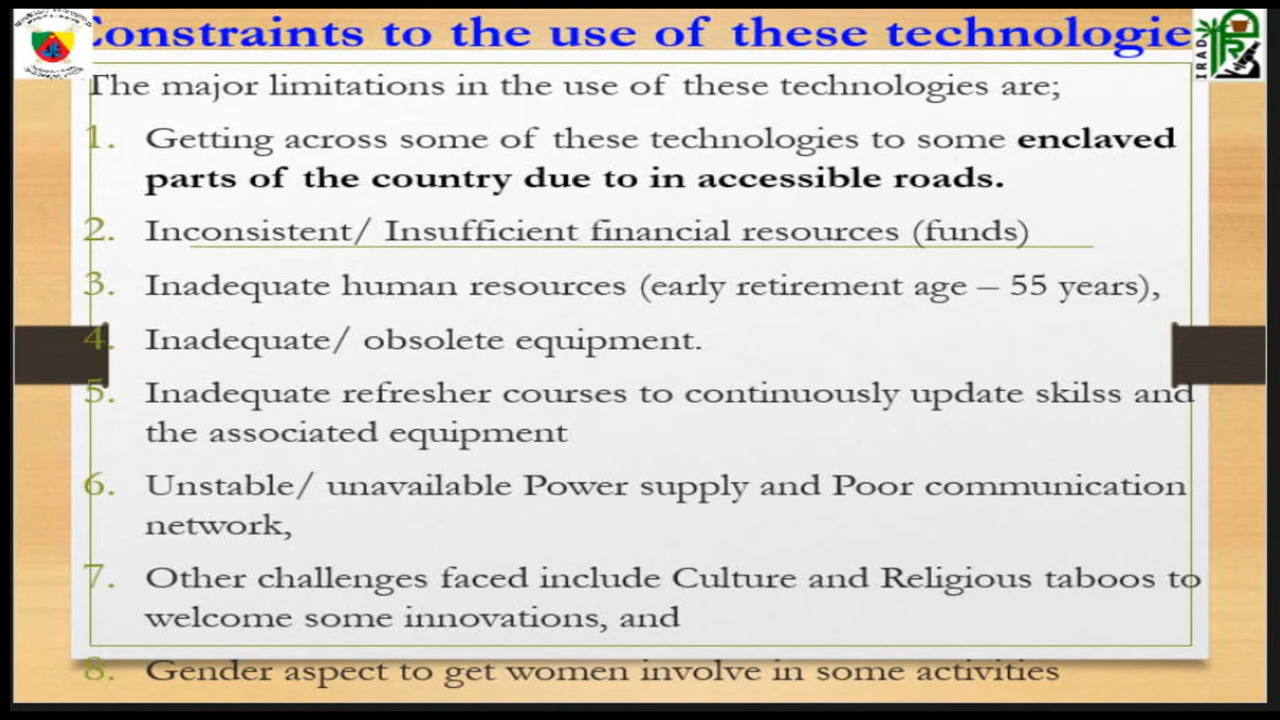 Constraints to the use of these technologie
The major limitations in the use of these technologies are;
1. Getting across some of these technologies to some enclaved
parts of the country due to in accessible roads.
2. Inconsistent/ Insufficient financial resources (funds)
3. Inadequate human resources (early retirement age – 55 years),
4. Inadequate/ obsolete equipment.
5. Inadequate refresher courses to continuously update skilss and
the associated equipment
6. Unstable/ unavailable Power supply and Poor communication
network,
7. Other challenges faced include Culture and Religious taboos to
welcome some innovations, and
8. Gender aspect to get women involve in some activities
IRAD